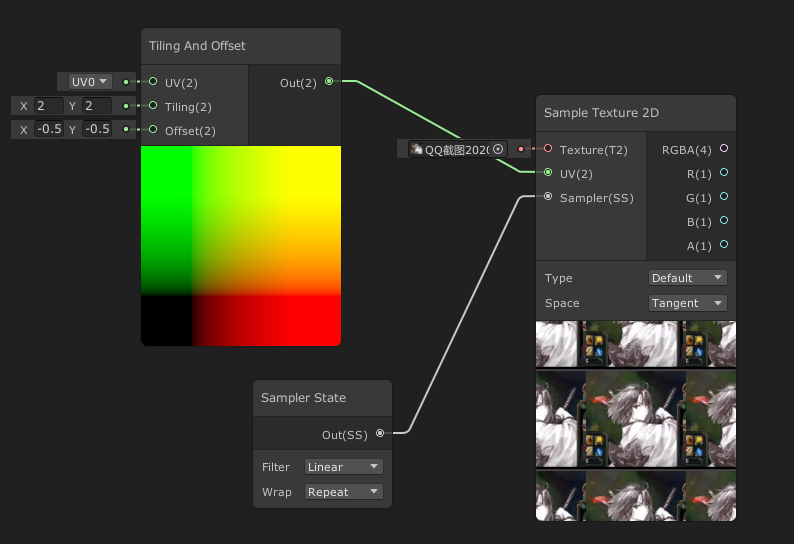 Tiling And Offset
UV0
UV(2)
Out(2)
X 2 Y 2
Tiling(2)
X -0.5 Y -0.5
Offset(2)
Sample Texture 2D
QQ截图202
Texture(T2)
RGBA(4)
UV(2)
R(1)
Sampler(SS)
G(1)
B(1)
A(1)
Type Default
Space Tangent
Sampler State
Out(SS)
Filter Linear
Wrap Repeat